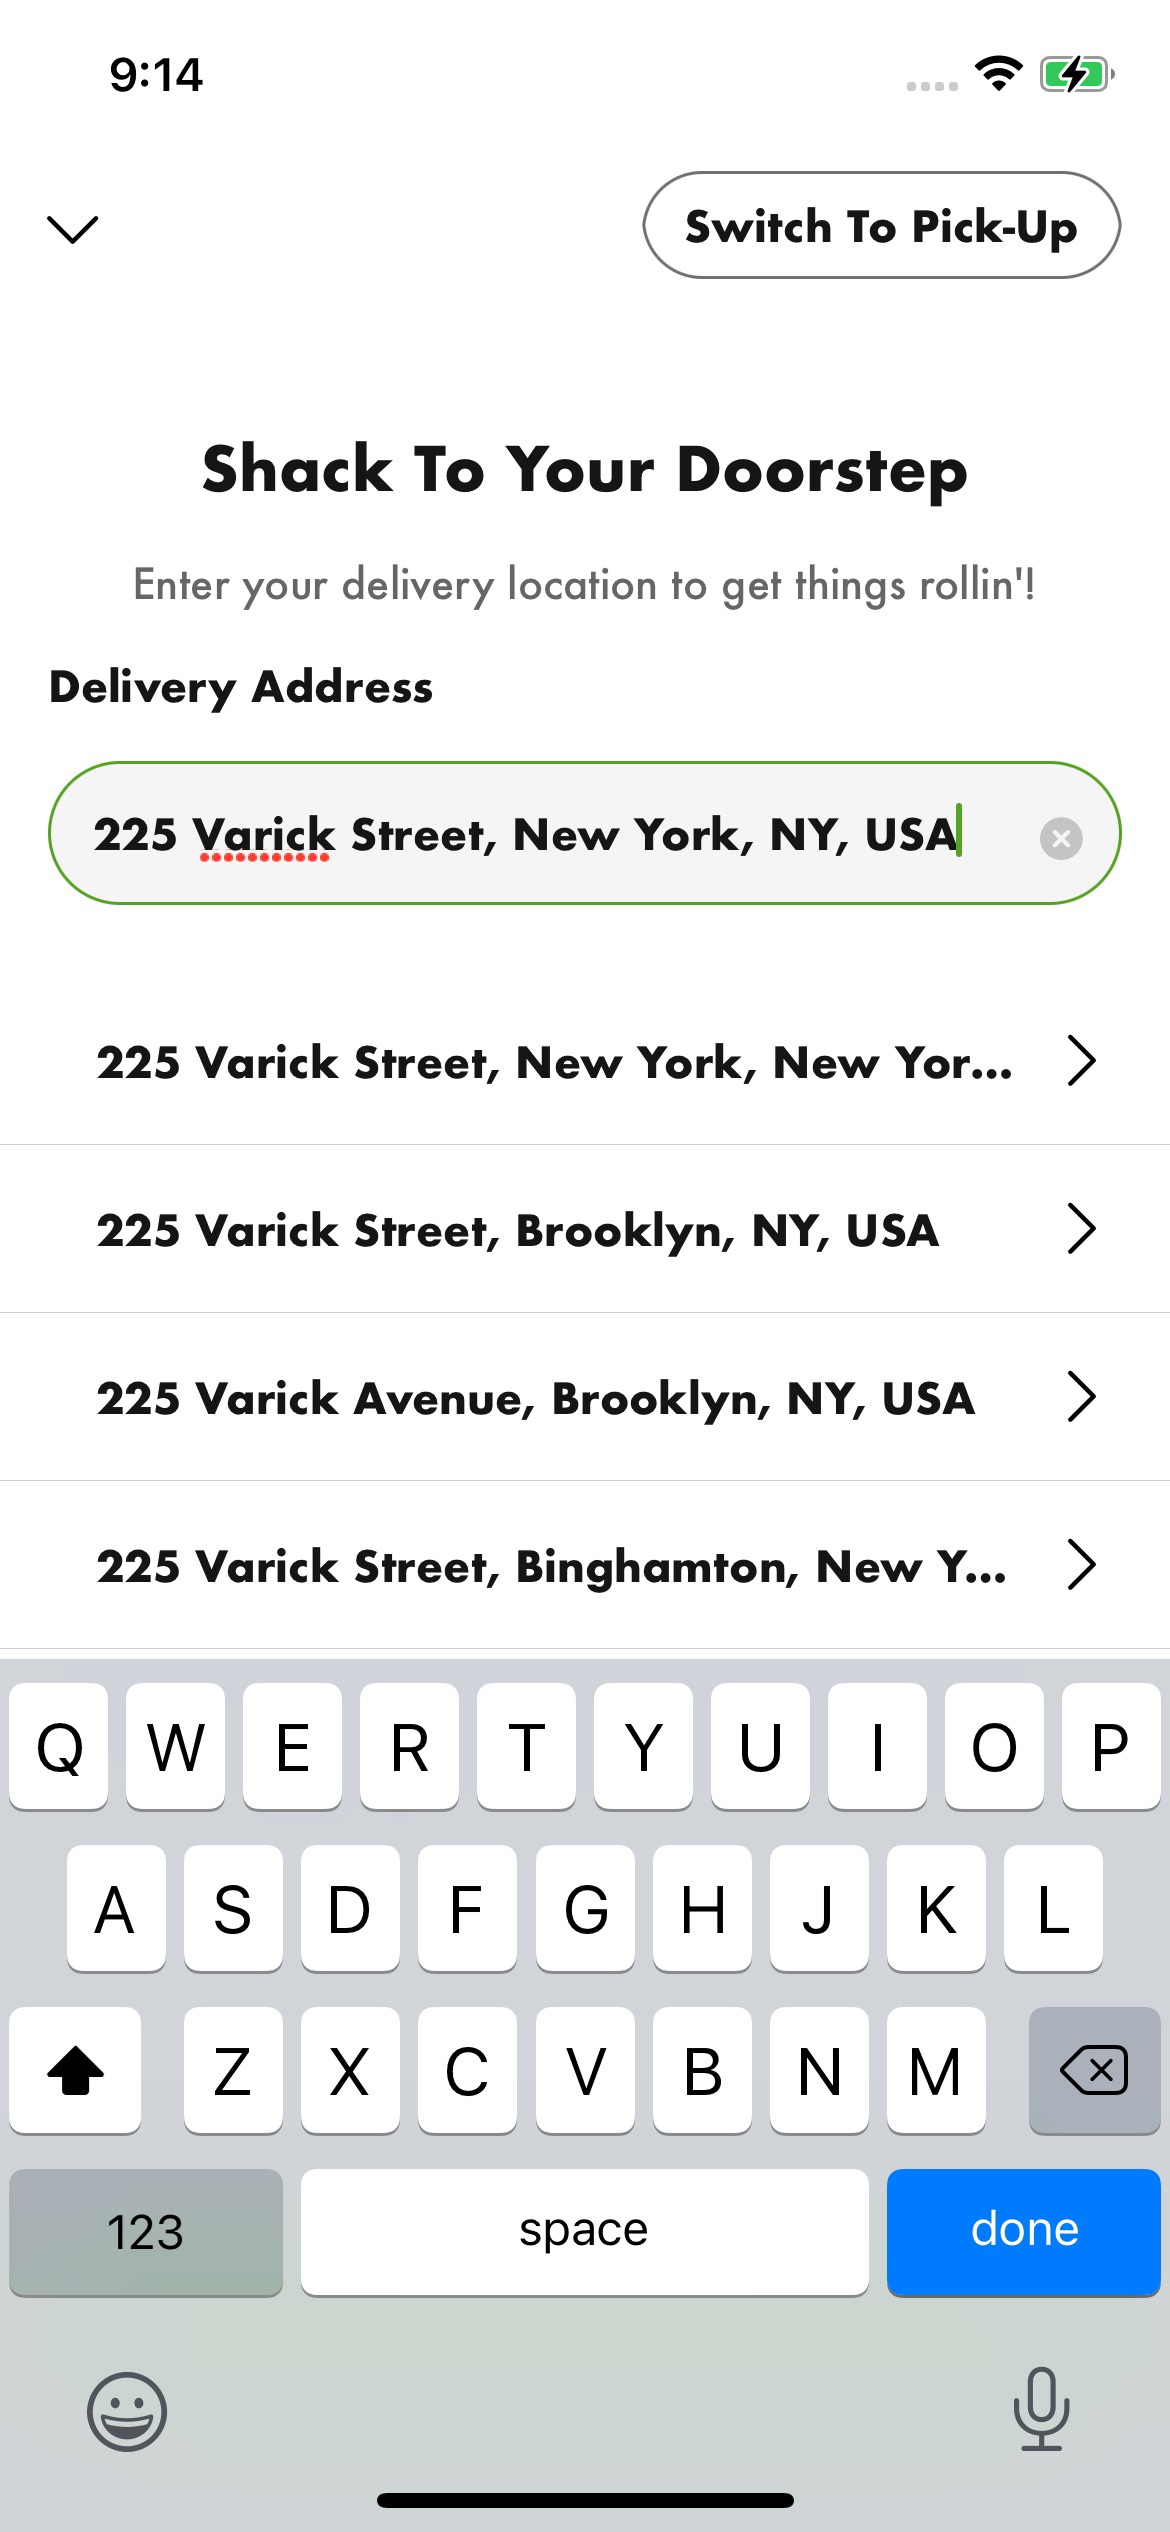 9:14
Switch To Pick-Up
Shack To Your Doorstep
Enter your delivery location to get things rollin'!
Delivery Address
225 Varick Street, New York, NY, USA
225 Varick Street, New York, New Yor...
225 Varick Street, Brooklyn, NY, USA
225 Varick Avenue, Brooklyn, NY, USA
225 Varick Street, Binghamton, New Y...
Q W E R T Y U I O P
A S D F G H J K L
Z X C V B N M
123 space done